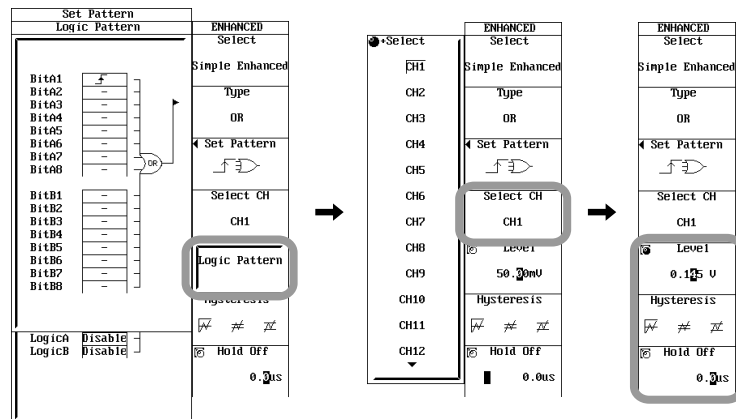 Set Pattern
Logic Pattern
BitA1
BitA2 -
BitA3 -
BitA4 -
BitA5 -
BitA6 -
BitA7 -
BitA8 -
OR
BitB1 -
BitB2 -
BitB3 -
BitB4 -
BitB5 -
BitB6 -
BitB7 -
BitB8 -
LogicA Disable
LogicB Disable
ENHANCED
Select
Simple Enhanced
Type
OR
Set Pattern
Select CH
CH1
Logic Pattern
Hysteresis
Hold Off
0.0us
+Select
CH1
CH2
CH3
CH4
CH5
CH6
CH7
CH8
CH9
CH10
CH11
CH12
ENHANCED
Select
Simple Enhanced
Type
OR
Set Pattern
Select CH
CH1
Level
50.00mV
Hysteresis
Hold Off
0.0us
ENHANCED
Select
Simple Enhanced
Type
OR
Set Pattern
Select CH
CH1
Level
V
Hysteresis
Hold Off
0.0us